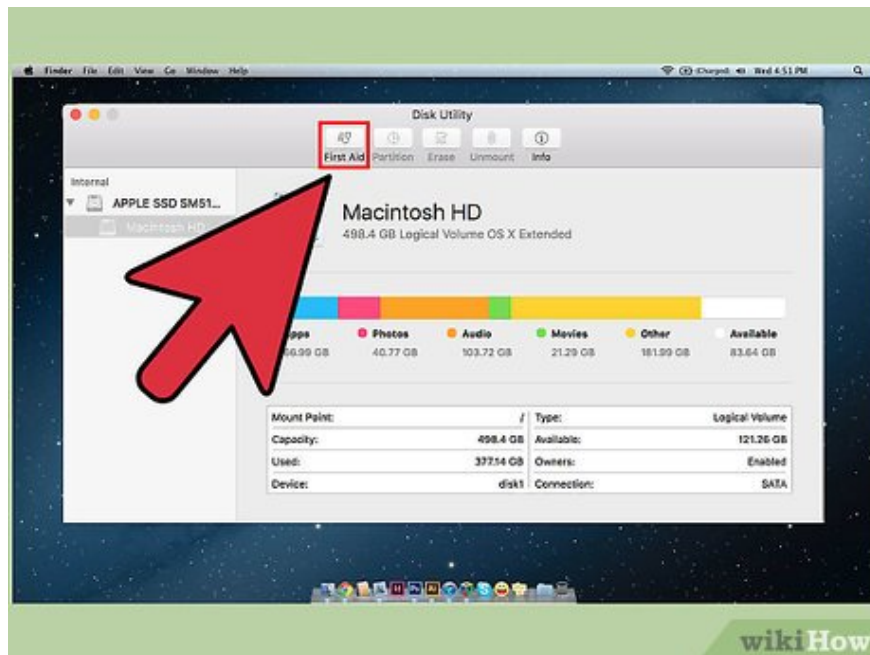 Finder File Edit View Go Window Help
(Charged) Wed 4:51 PM
Disk Utility
First Aid Partition Erase Unmount Info
Internal
APPLE SSD SM51...
Macintosh HD
Macintosh HD
498.4 GB Logical Volume OS X Extended
Photos Audio Movies Other Available
40.77 GB 103.72 GB 21.29 GB 181.99 GB 83.64 GB
Mount Point: / Type: Logical Volume
Capacity: 498.4 GB Available: 121.26 GB
Used: 377.14 GB Owners: Enabled
Device: disk1 Connection: SATA
wikiHow